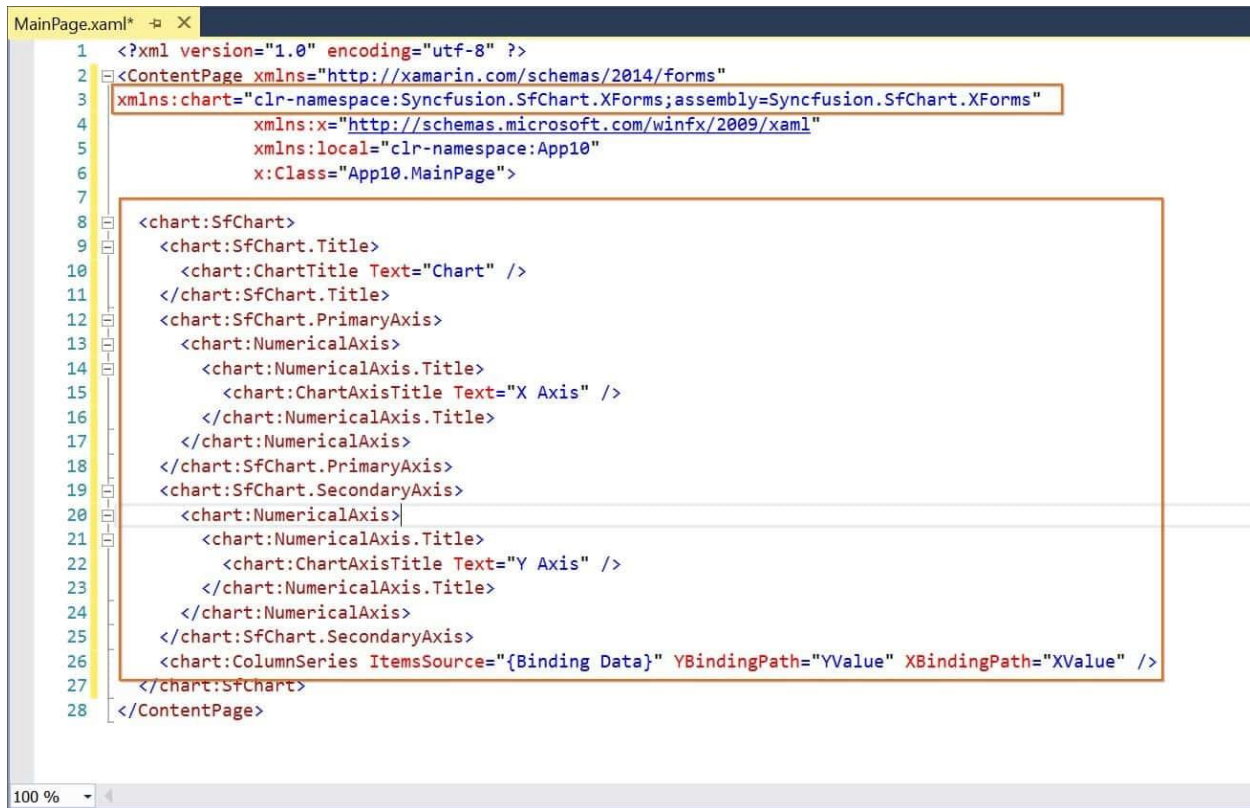 MainPage.xaml*
1 <?xml version="1.0" encoding="utf-8" ?>
2 <ContentPage xmlns="http://xamarin.com/schemas/2014/forms"
3 xmlns:chart="clr-namespace:Syncfusion.SfChart.XForms;assembly=Syncfusion.SfChart.XForms"
4 xmlns:x="http://schemas.microsoft.com/winfx/2009/xaml"
5 xmlns:local="clr-namespace:App10"
6 x:Class="App10.MainPage">
7
8 <chart:SfChart>
9 <chart:SfChart.Title>
10 <chart:ChartTitle Text="Chart" />
11 </chart:SfChart.Title>
12 <chart:SfChart.PrimaryAxis>
13 <chart:NumericalAxis>
14 <chart:NumericalAxis.Title>
15 <chart:ChartAxisTitle Text="X Axis" />
16 </chart:NumericalAxis.Title>
17 </chart:NumericalAxis>
18 </chart:SfChart.PrimaryAxis>
19 <chart:SfChart.SecondaryAxis>
20 <chart:NumericalAxis>
21 <chart:NumericalAxis.Title>
22 <chart:ChartAxisTitle Text="Y Axis" />
23 </chart:NumericalAxis.Title>
24 </chart:NumericalAxis>
25 </chart:SfChart.SecondaryAxis>
26 <chart:ColumnSeries ItemsSource="{Binding Data}" YBindingPath="YValue" XBindingPath="XValue" />
27 </chart:SfChart>
28 </ContentPage>
100 %